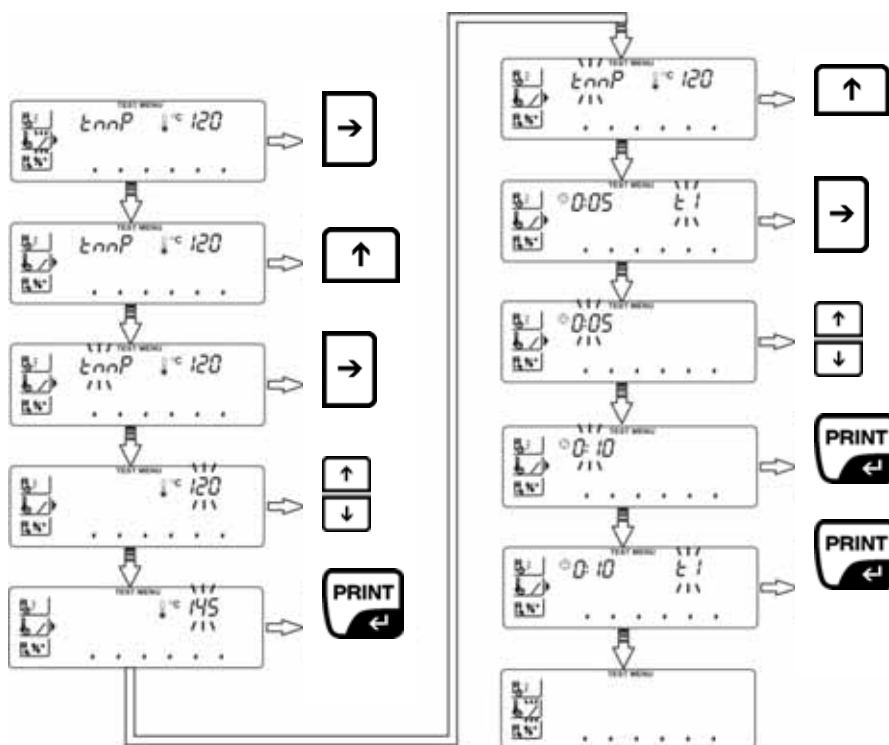 TEST MENU
tnnP °C 120
→
TEST MENU
tnnP °C 120
↑
TEST MENU
tnnP °C 120
→
TEST MENU
°C 120
↑
↓
TEST MENU
°C 145
PRINT
TEST MENU
tnnP °C 120
↑
TEST MENU
0:05 t1
→
TEST MENU
0:05
↑
↓
TEST MENU
0:10
PRINT
TEST MENU
0:10 t1
PRINT
TEST MENU